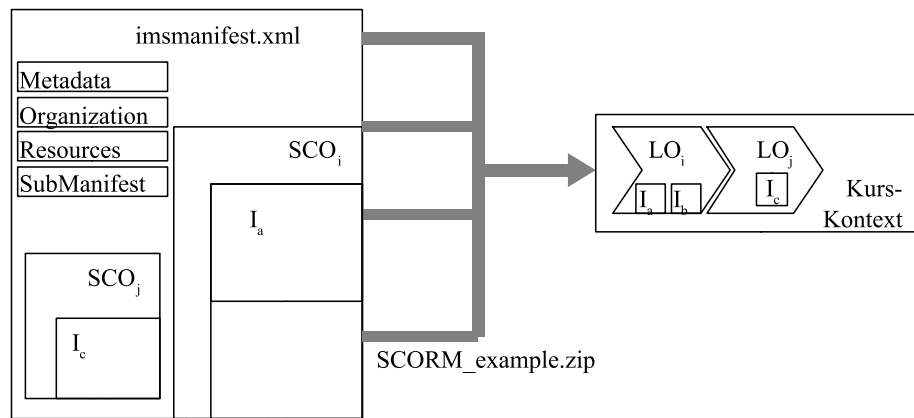 imsmanifest.xml
Metadata
Organization
Resources
SubManifest
SCOi
Ia
SCOj
Ic
SCORM_example.zip
LOi
LOj
Ia
Ib
Ic
Kurs-
Kontext